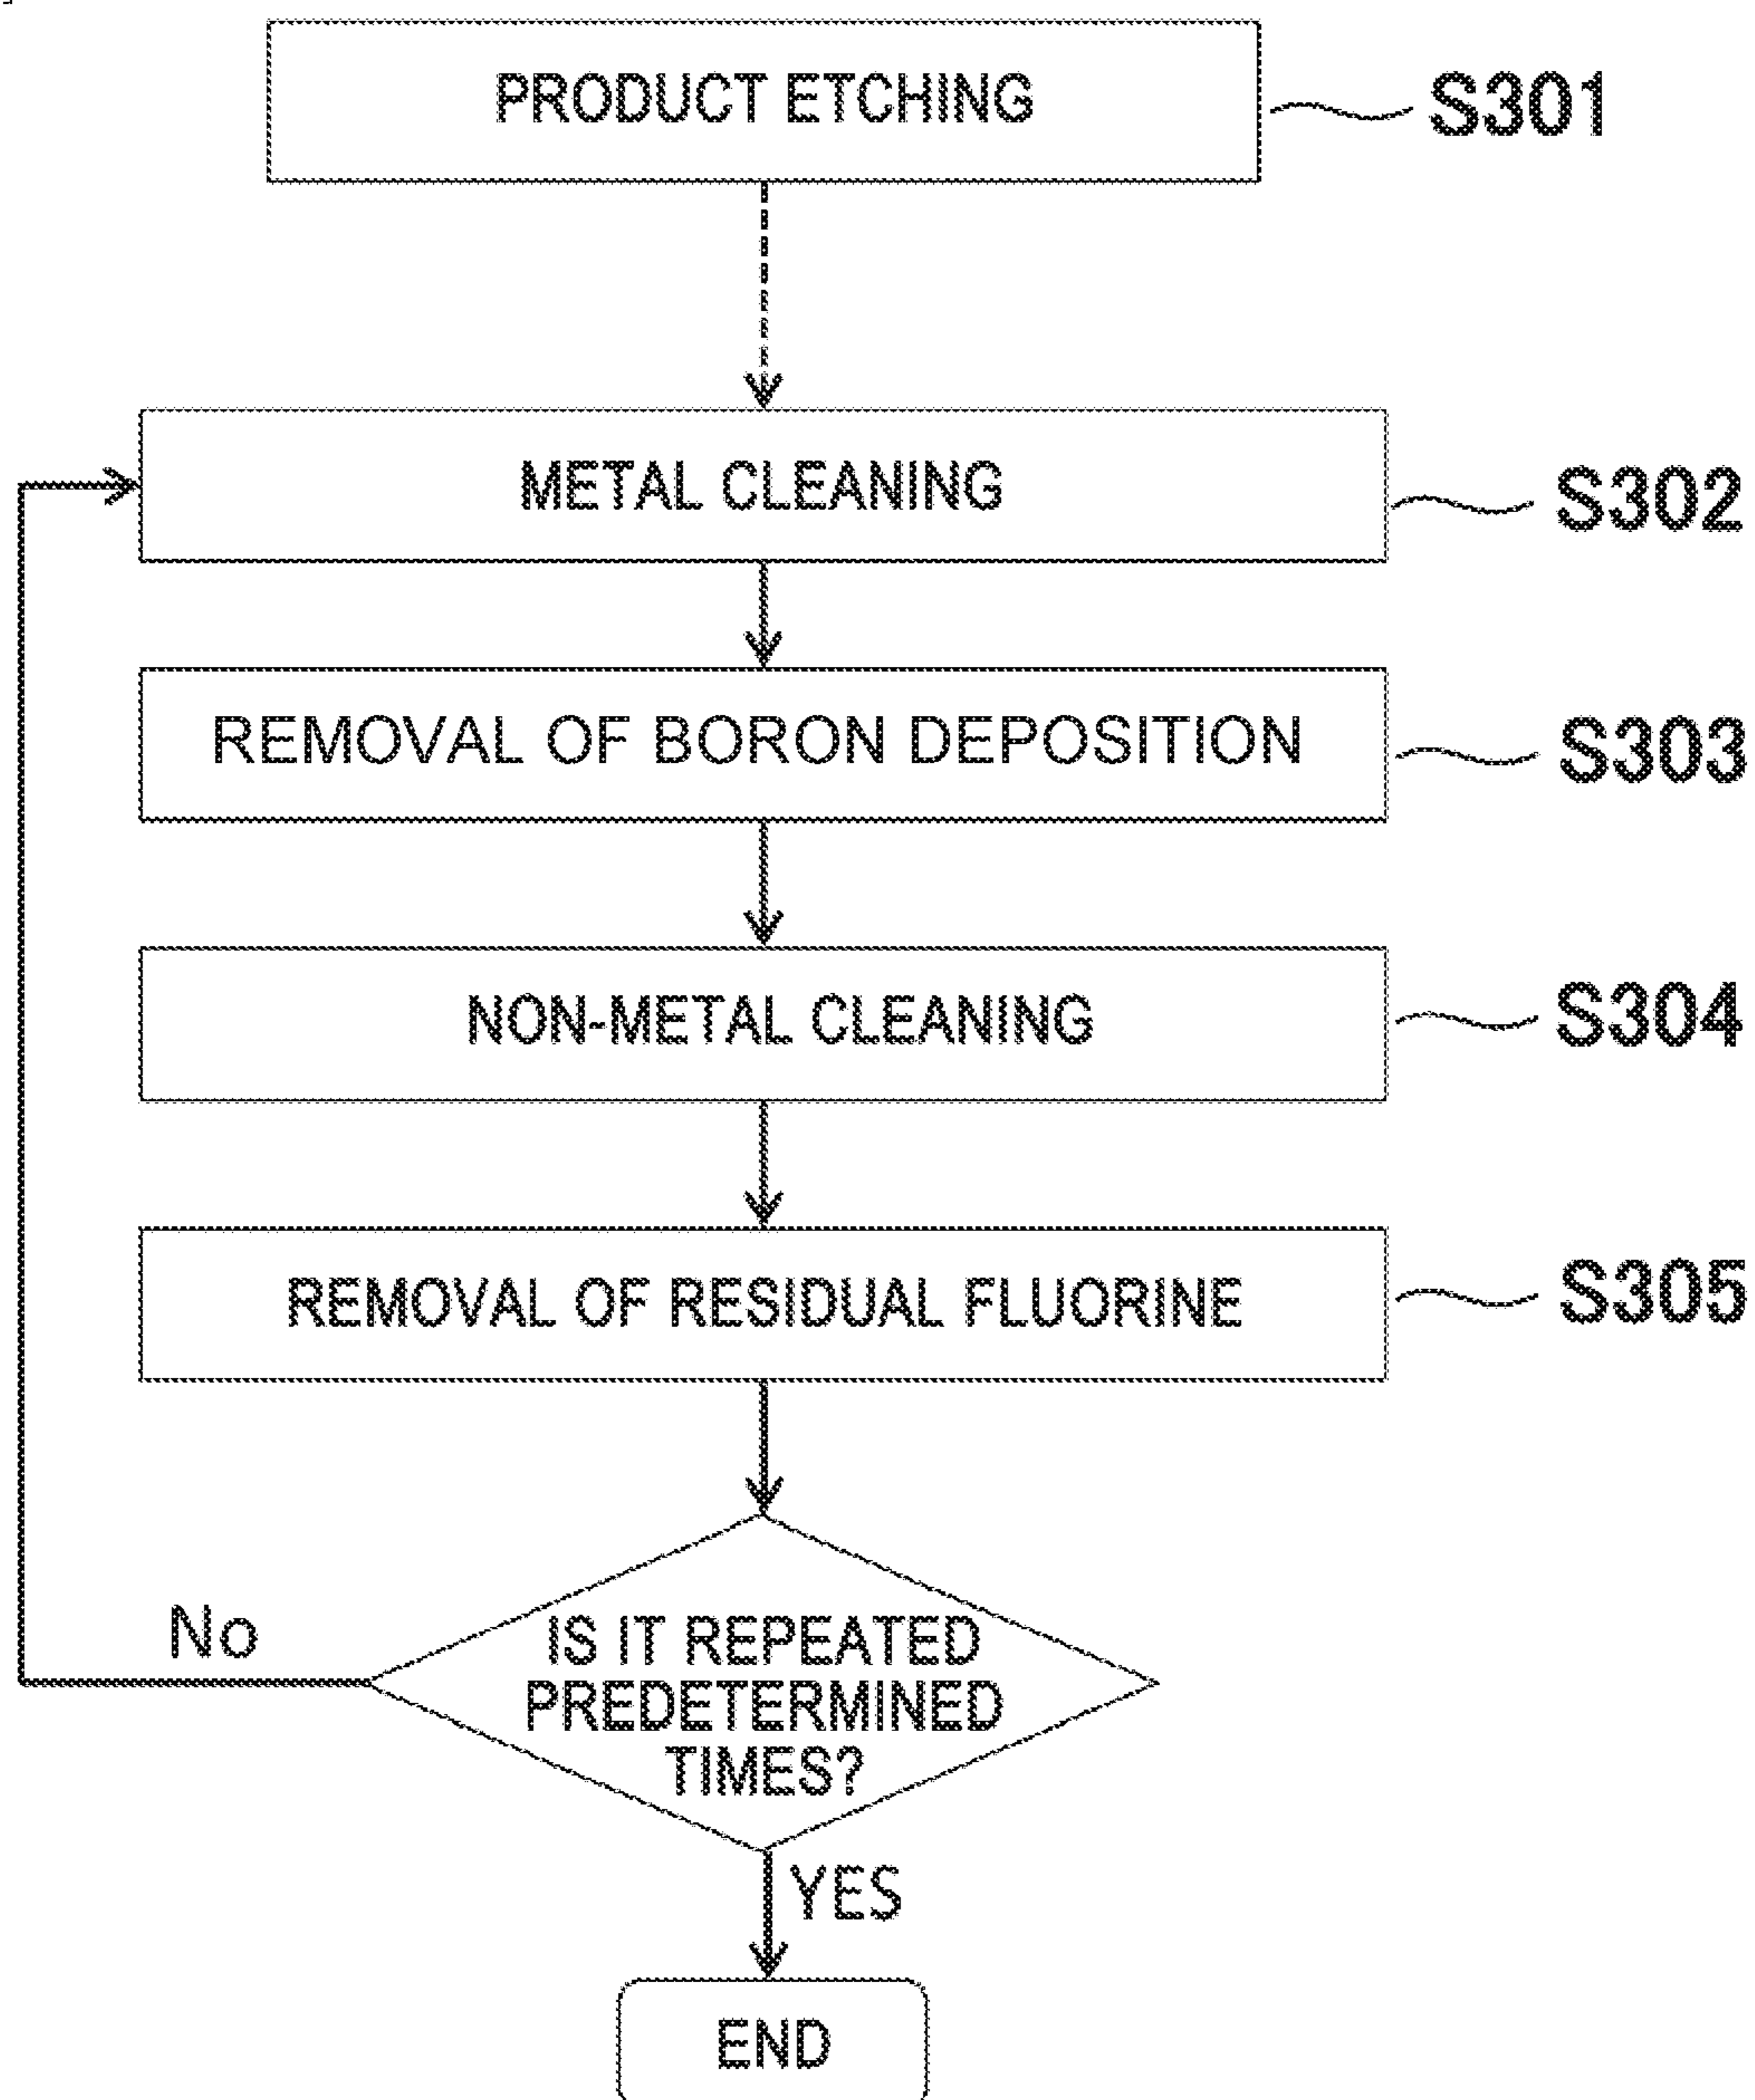 PRODUCT ETCHING
S301
METAL CLEANING
S302
REMOVAL OF BORON DEPOSITION
S303
NON-METAL CLEANING
S304
REMOVAL OF RESIDUAL FLUORINE
S305
No
IS IT REPEATED
PREDETERMINED
TIMES?
YES
END